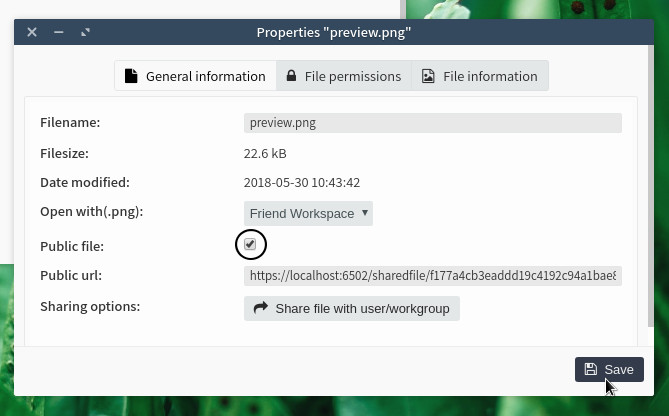 Properties "preview.png"
General information File permissions File information
Filename: preview.png
Filesize: 22.6 kB
Date modified: 2018-05-30 10:43:42
Open with(.png): Friend Workspace
Public file:
Public url: https://localhost:6502/sharedfile/f177a4cb3eaddd19c4192c94a1bae8
Sharing options: Share file with user/workgroup
Save